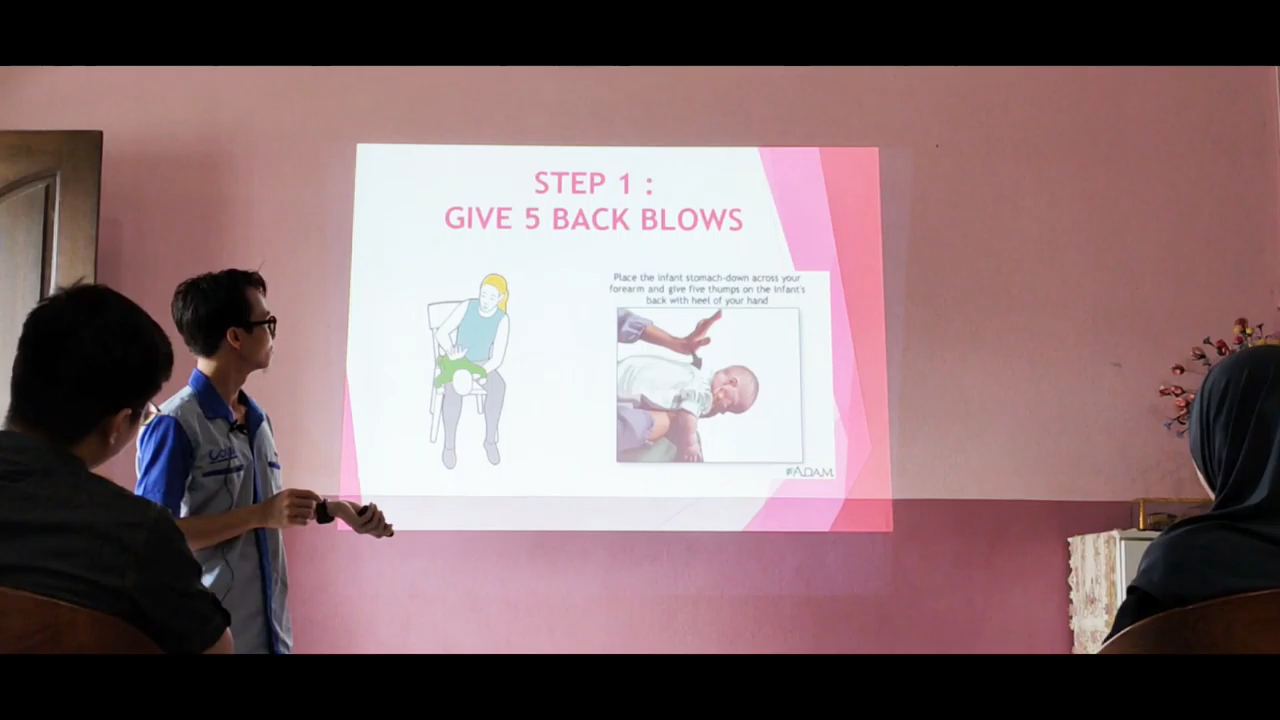 STEP 1 :
GIVE 5 BACK BLOWS
Place the infant stomach-down across your
forearm and give five thumps on the infant's
back with heel of your hand
ADAM